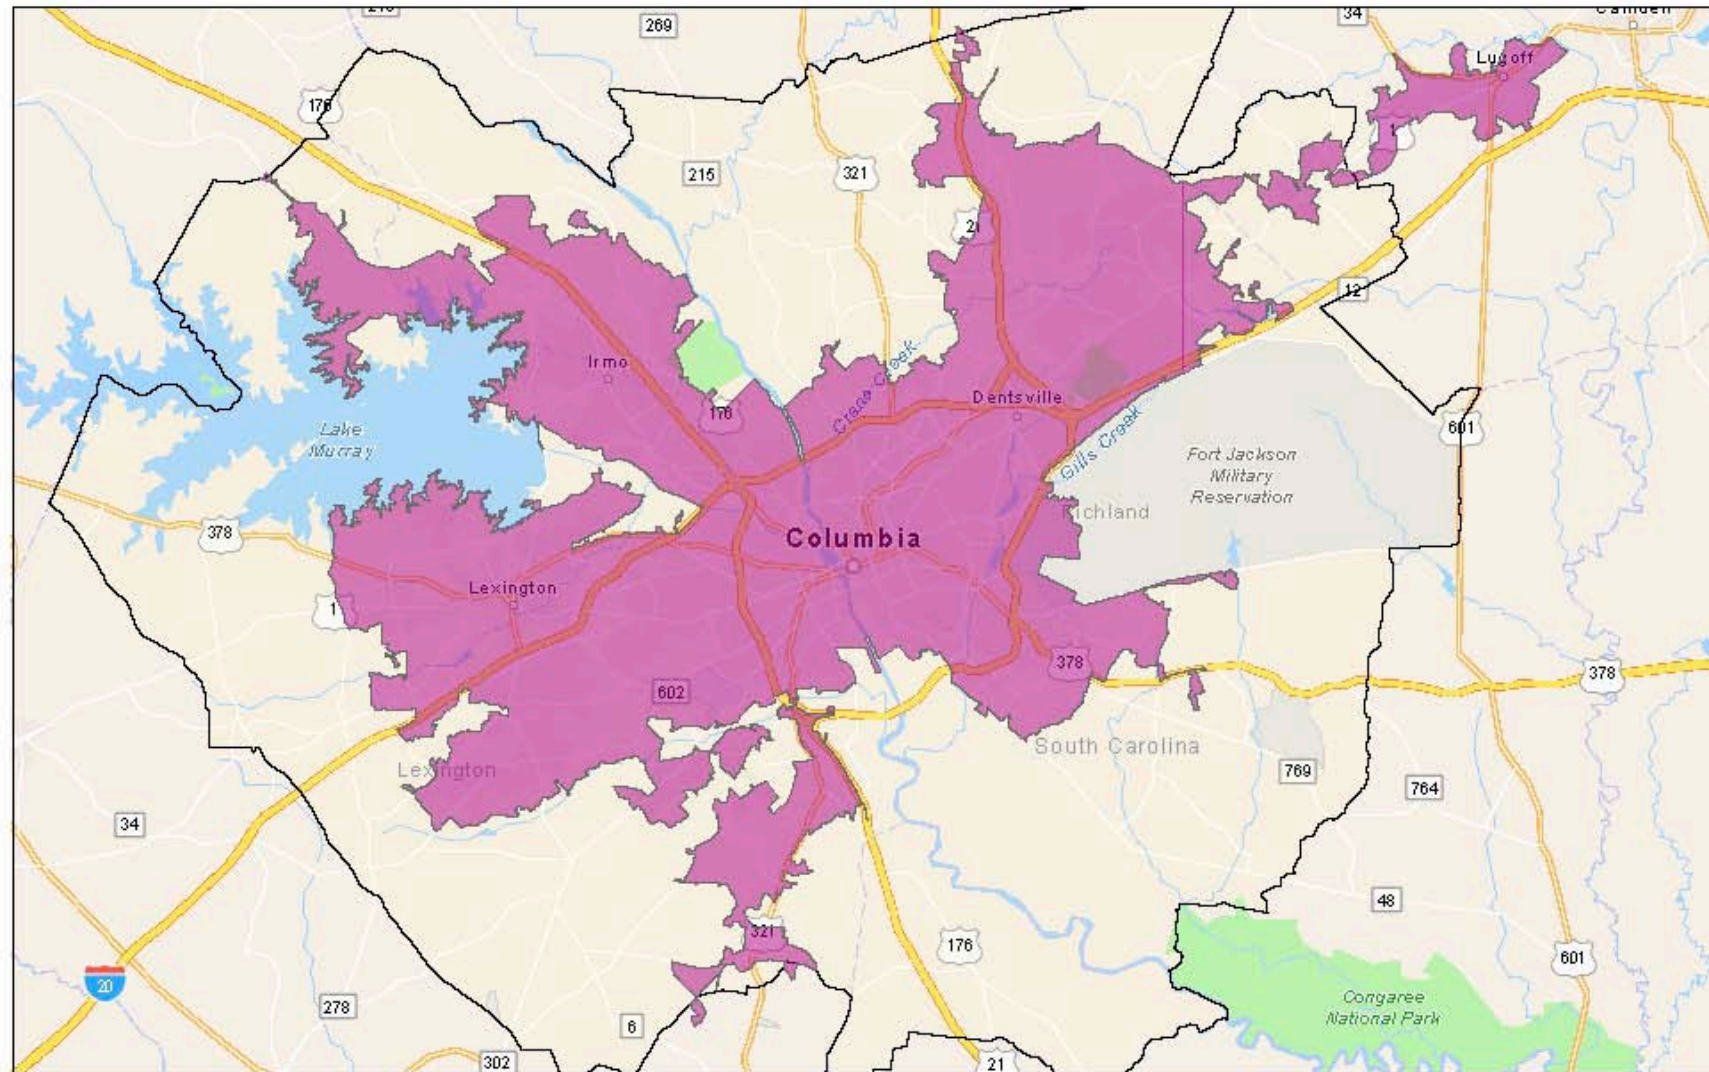 269
34
Camden
Lugoff
176
1
215
321
21
12
Irmo
176
Crane Creek
Dentsville
601
Lake
Murray
Gills Creek
Fort Jackson
Military
Reservation
Richland
378
Columbia
Lexington
1
378
378
602
South Carolina
Lexington
769
764
34
48
321
176
601
20
278
Congaree
National Park
6
302
21